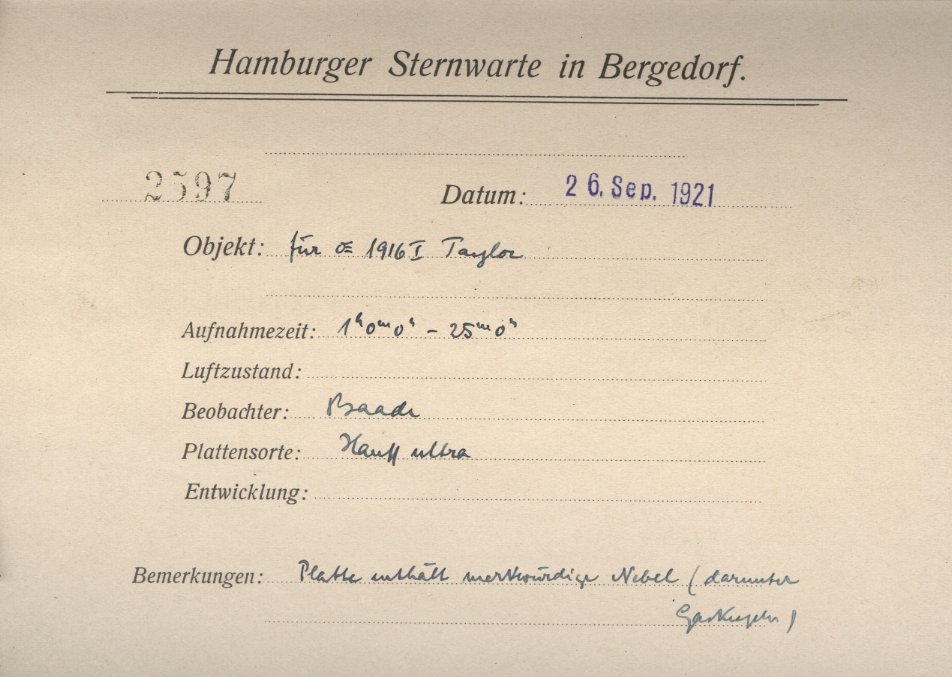 Hamburger Sternwarte in Bergedorf.
2597 Datum: 26. Sep. 1921
Objekt: für ☄ 1916 I Taylor
Aufnahmezeit: 1ʰ0ᵐ0ˢ – 25ᵐ0ˢ
Luftzustand:
Beobachter: Baade
Plattensorte: Hauff ultra
Entwicklung:
Bemerkungen: Platte enthält merkwürdige Nebel (darunter
Gaskugeln)